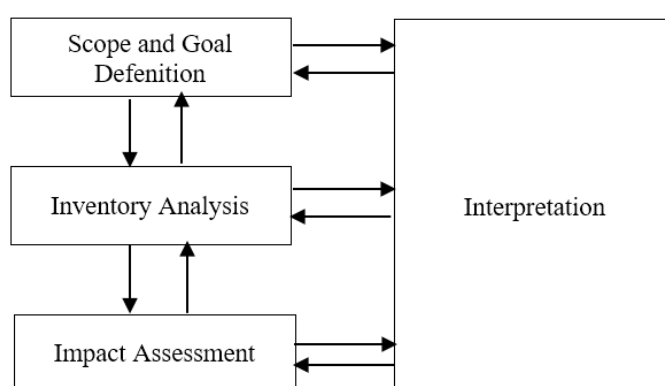 Scope and Goal
Defenition
Inventory Analysis
Interpretation
Impact Assessment